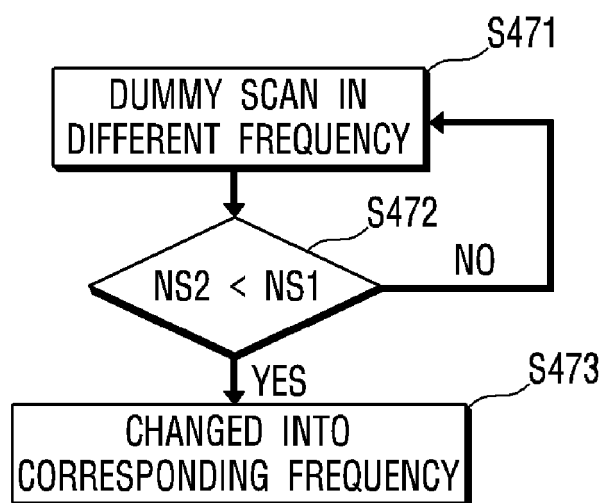 S471
DUMMY SCAN IN
DIFFERENT FREQUENCY
S472
NS2 < NS1
NO
YES
S473
CHANGED INTO
CORRESPONDING FREQUENCY